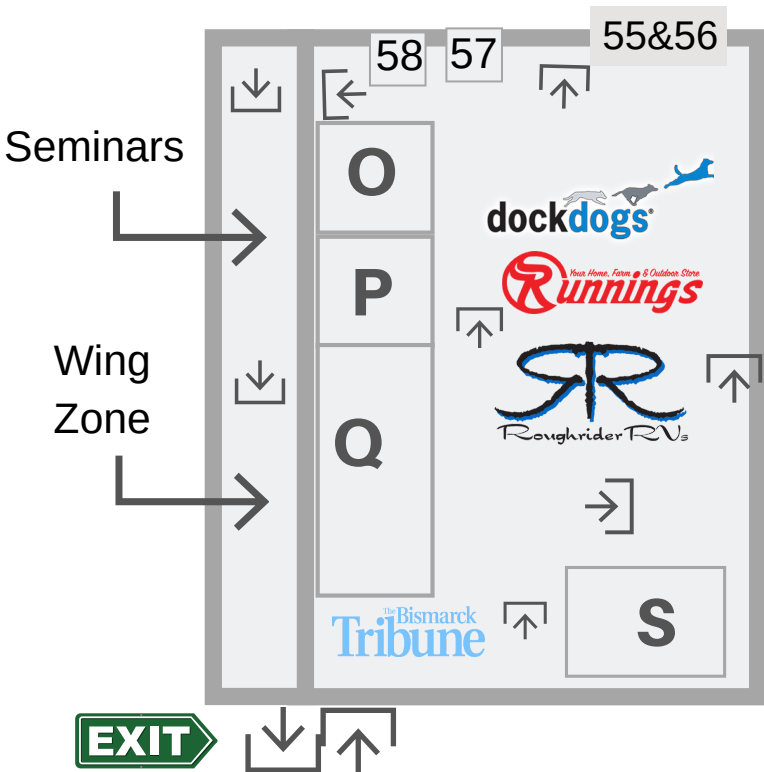 58
57
55&56
Seminars
O
dockdogs®
Your Home, Farm & Outdoor Store
Runnings
P
Wing
Zone
RR
Roughrider RVs
Q
S
The Bismarck
Tribune
EXIT